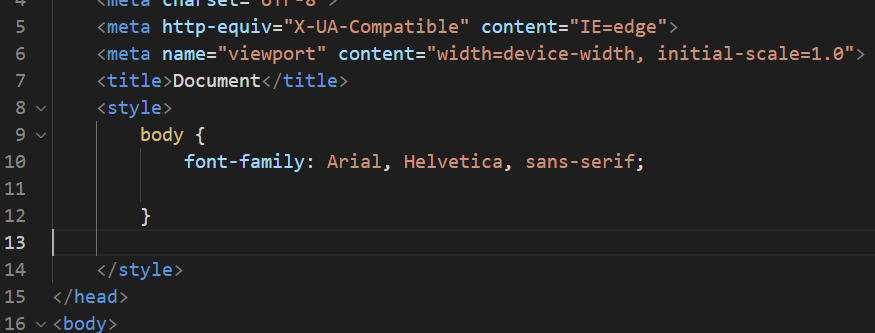 4 <meta charset="UTF-8">
5 <meta http-equiv="X-UA-Compatible" content="IE=edge">
6 <meta name="viewport" content="width=device-width, initial-scale=1.0">
7 <title>Document</title>
8 <style>
9 body {
10 font-family: Arial, Helvetica, sans-serif;
11
12 }
13
14 </style>
15 </head>
16 <body>